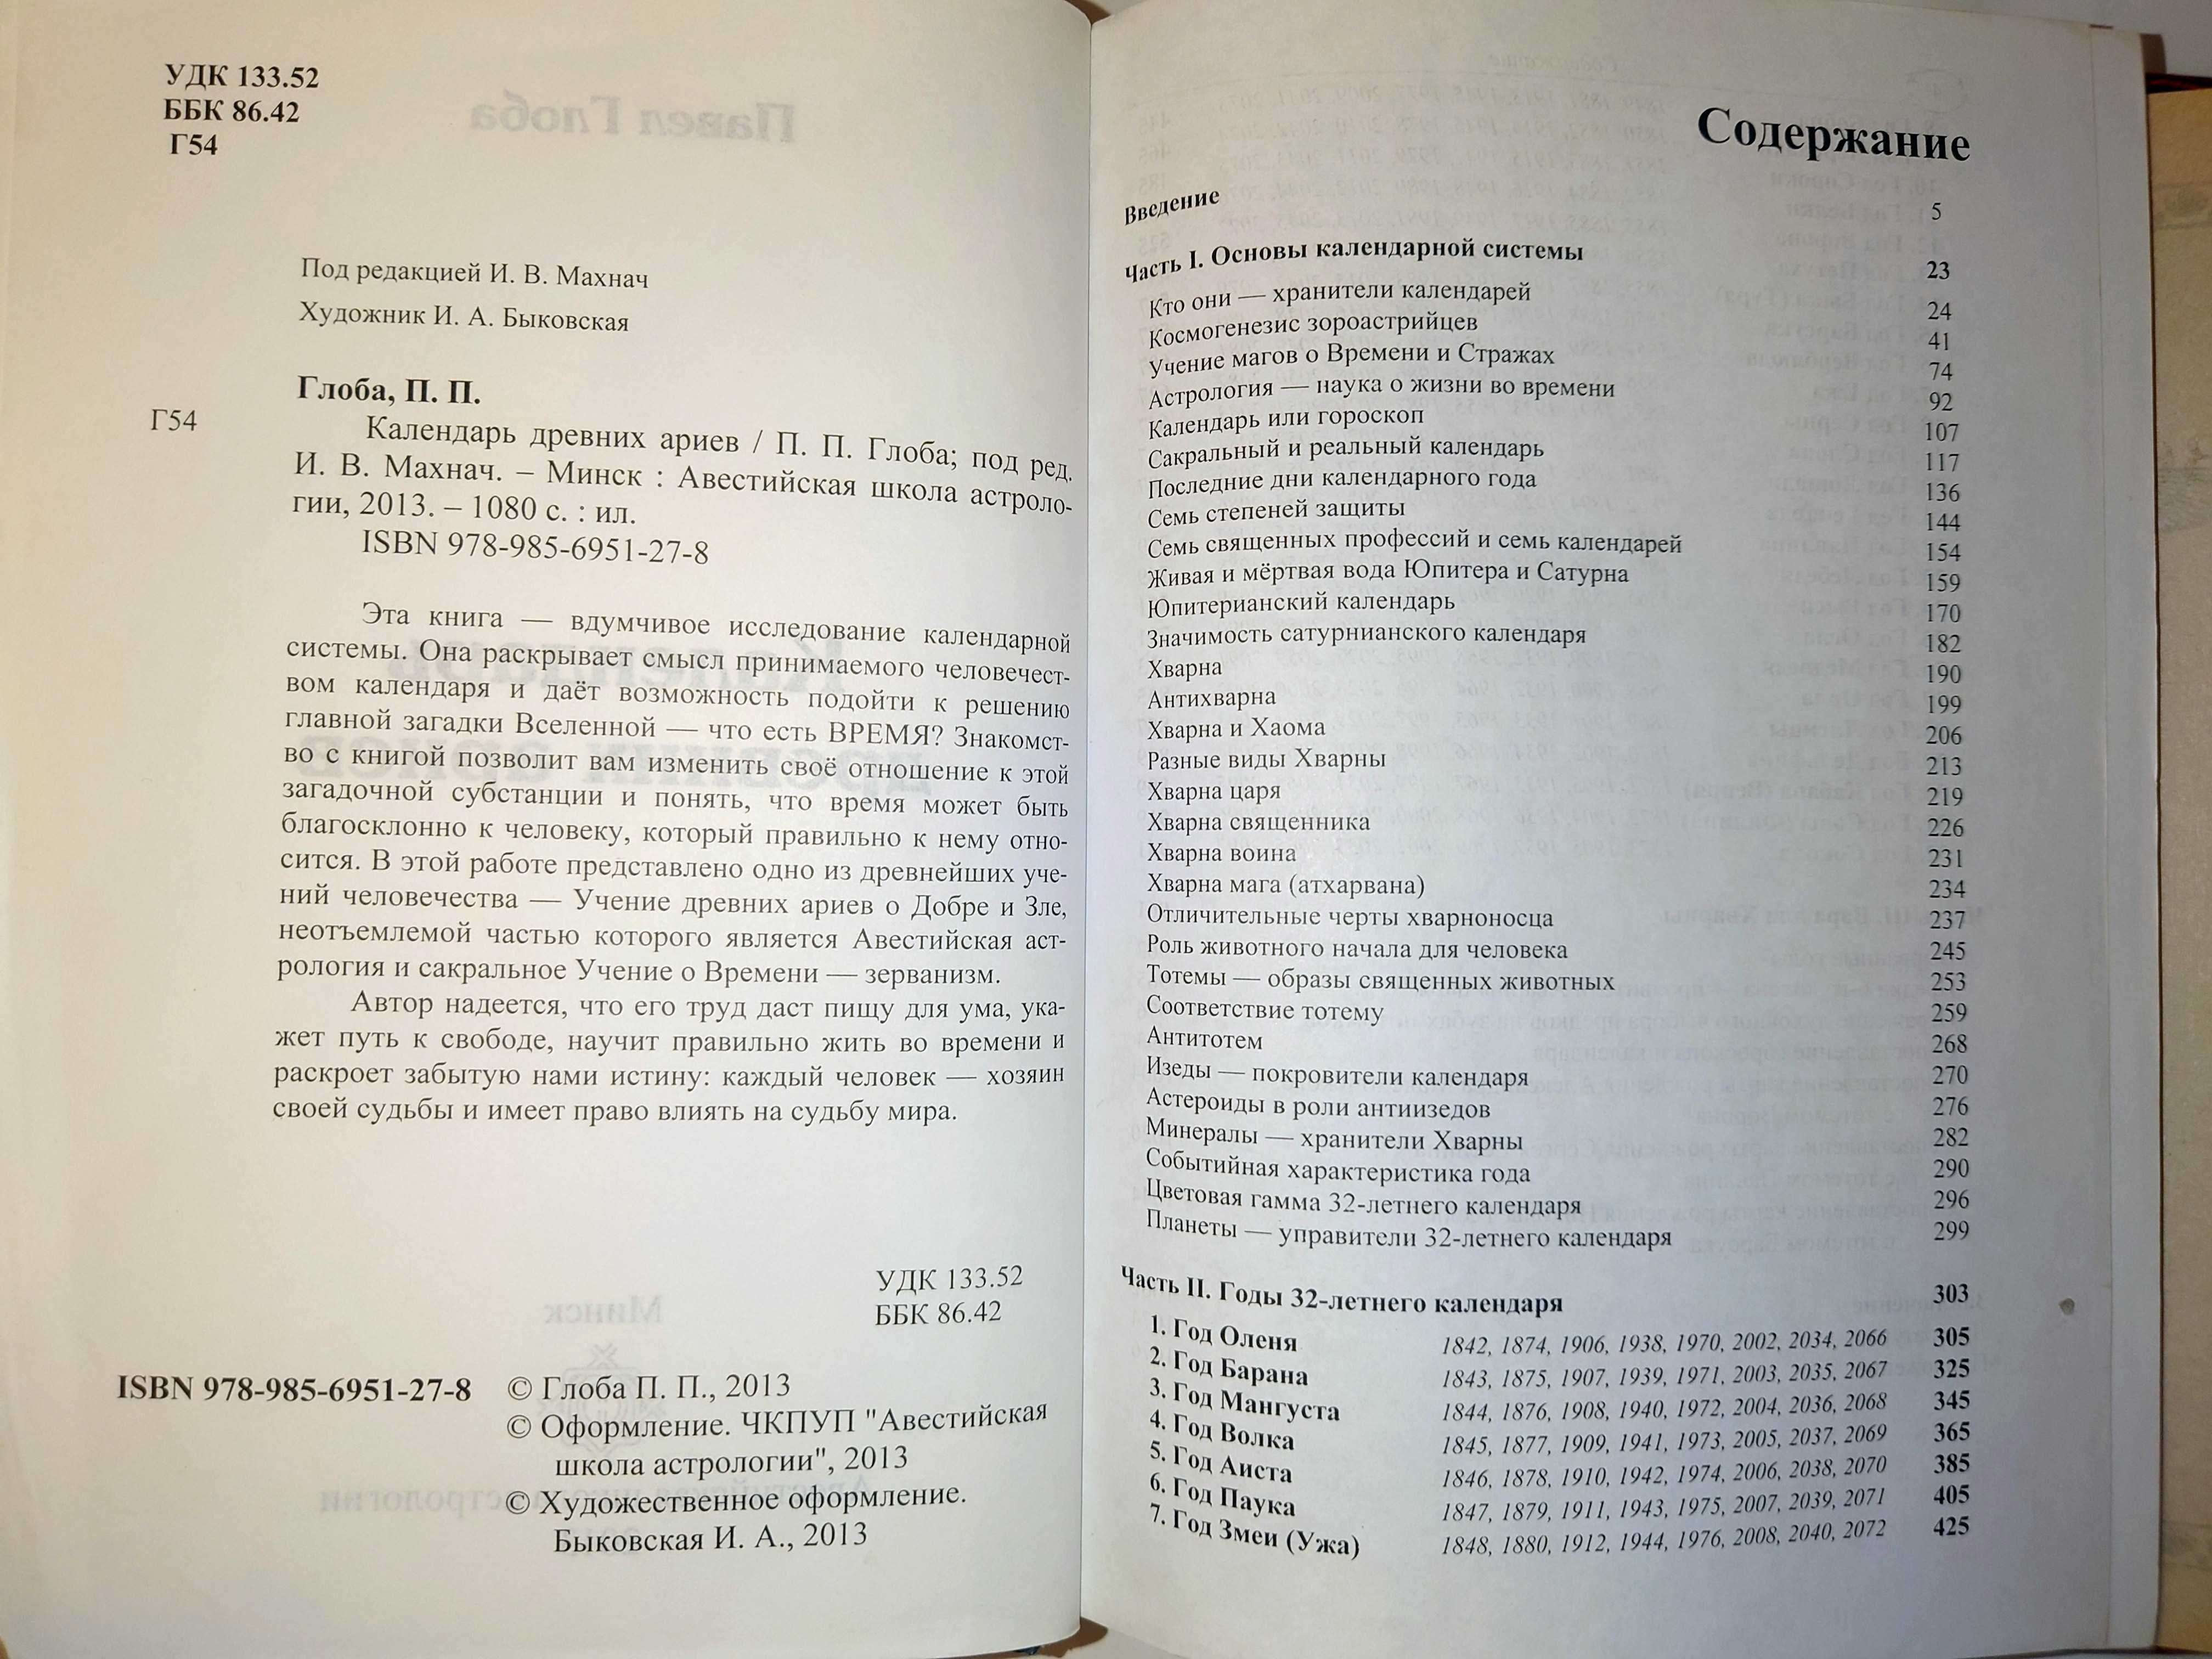 УДК 133.52
ББК 86.42
Г54
Под редакцией И. В. Махнач
Художник И. А. Быковская
Глоба, П. П.
Г54
Календарь древних ариев / П. П. Глоба; под ред.
И. В. Махнач. – Минск : Авестийская школа астроло-
гии, 2013. – 1080 с. : ил.
ISBN 978-985-6951-27-8
Эта книга — вдумчивое исследование календарной
системы. Она раскрывает смысл принимаемого человечест-
вом календаря и даёт возможность подойти к решению
главной загадки Вселенной — что есть ВРЕМЯ? Знакомст-
во с книгой позволит вам изменить своё отношение к этой
загадочной субстанции и понять, что время может быть
благосклонно к человеку, который правильно к нему отно-
сится. В этой работе представлено одно из древнейших уче-
ний человечества — Учение древних ариев о Добре и Зле,
неотъемлемой частью которого является Авестийская аст-
рология и сакральное Учение о Времени — зерванизм.
Автор надеется, что его труд даст пищу для ума, ука-
жет путь к свободе, научит правильно жить во времени и
раскроет забытую нами истину: каждый человек — хозяин
своей судьбы и имеет право влиять на судьбу мира.
УДК 133.52
ББК 86.42
ISBN 978-985-6951-27-8 © Глоба П. П., 2013
© Оформление. ЧКПУП "Авестийская
школа астрологии", 2013
© Художественное оформление.
Быковская И. А., 2013
Содержание
Введение 5
Часть I. Основы календарной системы 23
Кто они — хранители календарей 24
Космогенезис зороастрийцев 41
Учение магов о Времени и Стражах 74
Астрология — наука о жизни во времени 92
Календарь или гороскоп 107
Сакральный и реальный календарь 117
Последние дни календарного года 136
Семь степеней защиты 144
Семь священных профессий и семь календарей 154
Живая и мёртвая вода Юпитера и Сатурна 159
Юпитерианский календарь 170
Значимость сатурнианского календаря 182
Хварна 190
Антихварна 199
Хварна и Хаома 206
Разные виды Хварны 213
Хварна царя 219
Хварна священника 226
Хварна воина 231
Хварна мага (атхарвана) 234
Отличительные черты хварноносца 237
Роль животного начала для человека 245
Тотемы — образы священных животных 253
Соответствие тотему 259
Антитотем 268
Изеды — покровители календаря 270
Астероиды в роли антиизедов 276
Минералы — хранители Хварны 282
Событийная характеристика года 290
Цветовая гамма 32-летнего календаря 296
Планеты — управители 32-летнего календаря 299
Часть II. Годы 32-летнего календаря 303
1. Год Оленя 1842, 1874, 1906, 1938, 1970, 2002, 2034, 2066 305
2. Год Барана 1843, 1875, 1907, 1939, 1971, 2003, 2035, 2067 325
3. Год Мангуста 1844, 1876, 1908, 1940, 1972, 2004, 2036, 2068 345
4. Год Волка 1845, 1877, 1909, 1941, 1973, 2005, 2037, 2069 365
5. Год Аиста 1846, 1878, 1910, 1942, 1974, 2006, 2038, 2070 385
6. Год Паука 1847, 1879, 1911, 1943, 1975, 2007, 2039, 2071 405
7. Год Змеи (Ужа) 1848, 1880, 1912, 1944, 1976, 2008, 2040, 2072 425